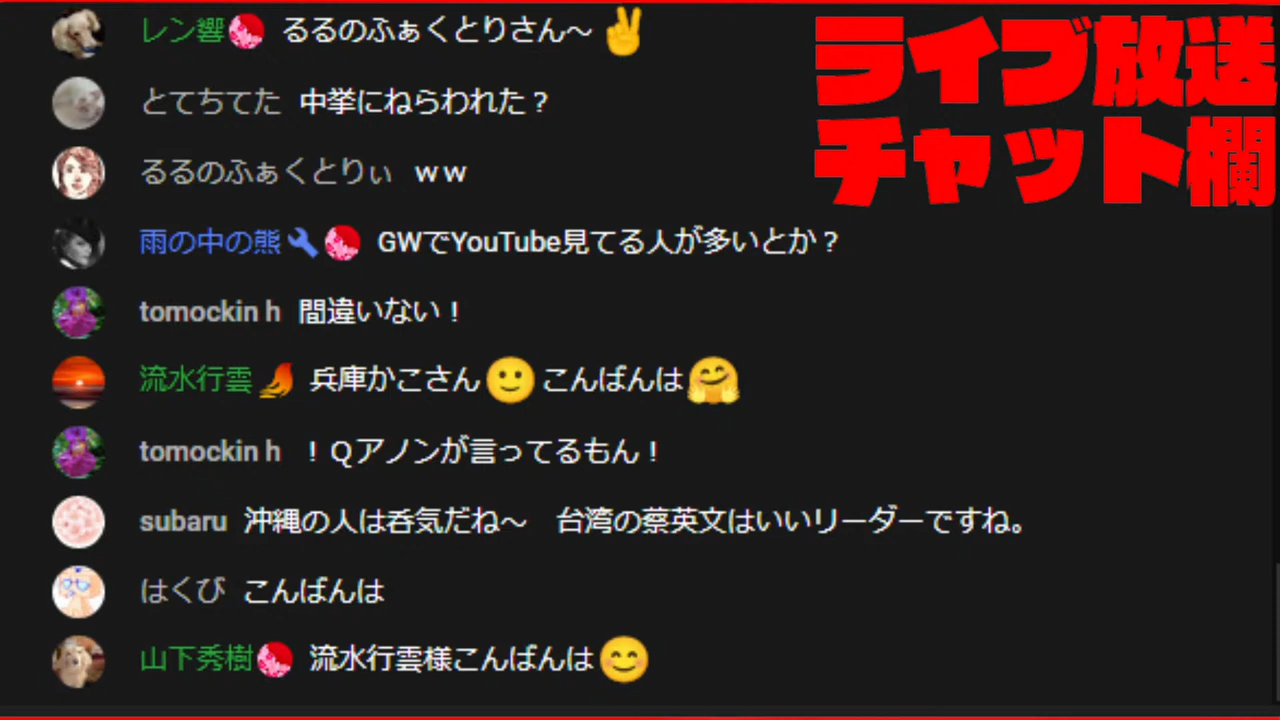 ライブ放送
チャット欄
レン響 るるのふぁくとりさん〜✌
とてちてた 中挙にねらわれた？
るるのふぁくとりぃ ｗｗ
雨の中の熊 GWでYouTube見てる人が多いとか？
tomockin h 間違いない！
流水行雲 兵庫かこさん🙂こんばんは🤗
tomockin h ！Ｑアノンが言ってるもん！
subaru 沖縄の人は呑気だね〜　台湾の蔡英文はいいリーダーですね。
はくび こんばんは
山下秀樹 流水行雲様こんばんは😊